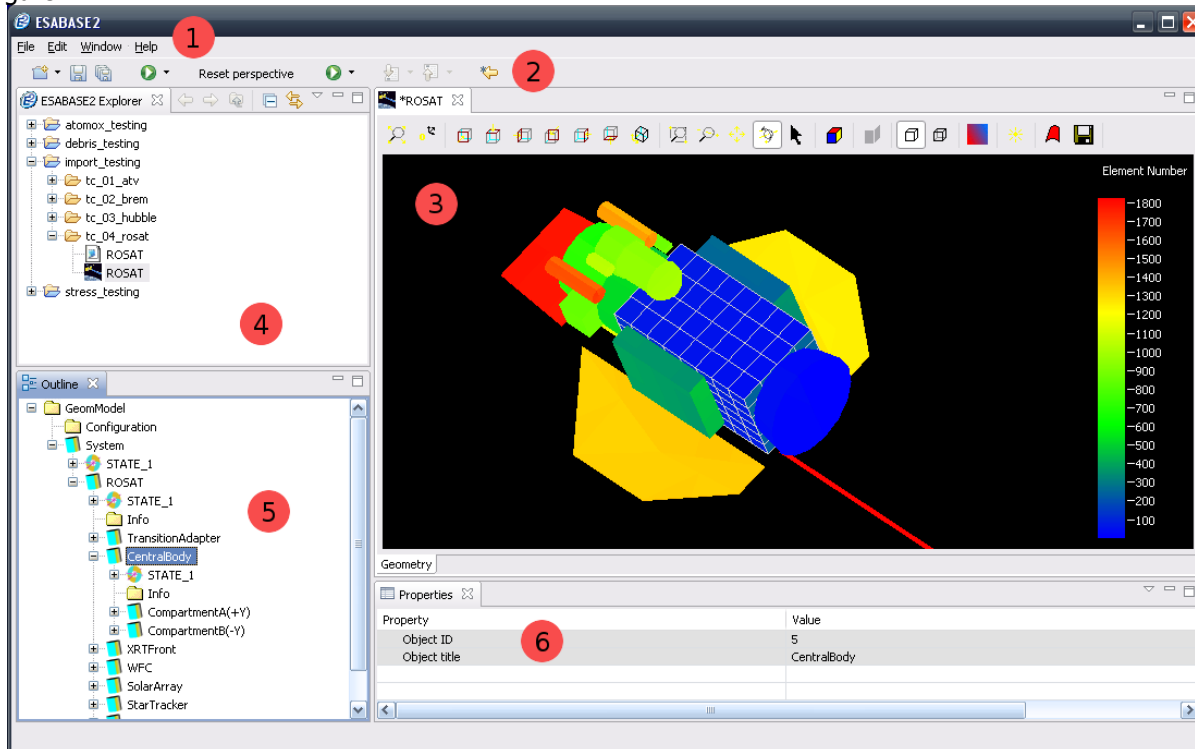 ESABASE2
File Edit Window Help
1
Reset perspective
2
ESABASE2 Explorer
*ROSAT
atomox_testing
debris_testing
import_testing
tc_01_atv
tc_02_brem
tc_03_hubble
tc_04_rosat
ROSAT
ROSAT
stress_testing
4
3
Element Number
1800
1700
1600
1500
1400
1300
1200
1100
1000
900
800
700
600
500
400
300
200
100
Geometry
Outline
GeomModel
Configuration
System
STATE_1
ROSAT
STATE_1
Info
TransitionAdapter
CentralBody
STATE_1
Info
CompartmentA(+Y)
CompartmentB(-Y)
XRTFront
WFC
SolarArray
StarTracker
5
Properties
Property Value
Object ID 5
Object title CentralBody
6